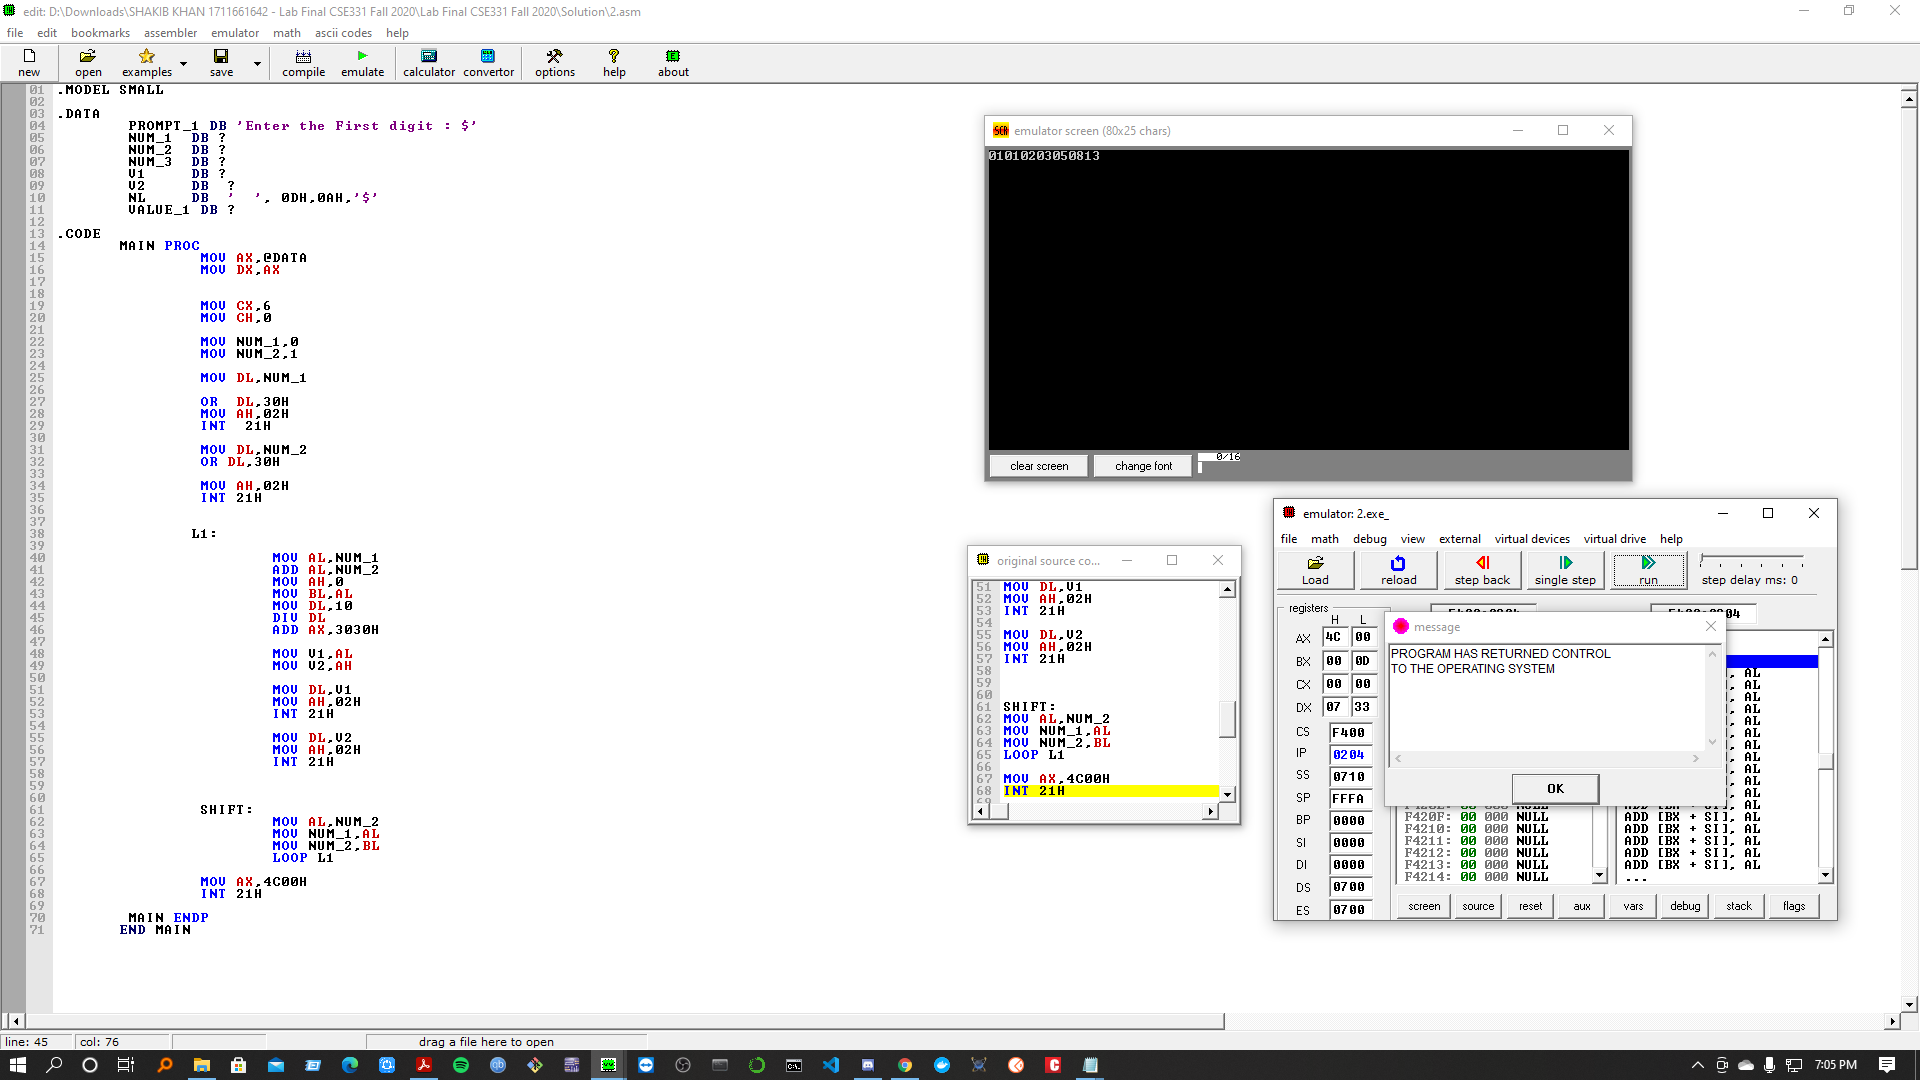 edit: D:\Downloads\SHAKIB KHAN 1711661642 - Lab Final CSE331 Fall 2020\Lab Final CSE331 Fall 2020\Solution\2.asm
file edit bookmarks assembler emulator math ascii codes help
new open examples save compile emulate calculator convertor options help about
01 .MODEL SMALL
02
03 .DATA
04 PROMPT_1 DB 'Enter the First digit : $'
05 NUM_1 DB ?
06 NUM_2 DB ?
07 NUM_3 DB ?
08 V1 DB ?
09 V2 DB ?
10 NL DB ' ', 0DH,0AH,'$'
11 VALUE_1 DB ?
12
13 .CODE
14 MAIN PROC
15 MOV AX,@DATA
16 MOV DX,AX
17
18
19 MOV CX,6
20 MOV CH,0
21
22 MOV NUM_1,0
23 MOV NUM_2,1
24
25 MOV DL,NUM_1
26
27 OR DL,30H
28 MOV AH,02H
29 INT 21H
30
31 MOV DL,NUM_2
32 OR DL,30H
33
34 MOV AH,02H
35 INT 21H
36
37
38 L1:
39
40 MOV AL,NUM_1
41 ADD AL,NUM_2
42 MOV AH,0
43 MOV BL,AL
44 MOV DL,10
45 DIV DL
46 ADD AX,3030H
47
48 MOV V1,AL
49 MOV V2,AH
50
51 MOV DL,V1
52 MOV AH,02H
53 INT 21H
54
55 MOV DL,V2
56 MOV AH,02H
57 INT 21H
58
59
60
61 SHIFT:
62 MOV AL,NUM_2
63 MOV NUM_1,AL
64 MOV NUM_2,BL
65 LOOP L1
66
67 MOV AX,4C00H
68 INT 21H
69
70 MAIN ENDP
71 END MAIN
line: 45 col: 76 drag a file here to open
emulator screen (80x25 chars)
01010203050813
clear screen change font 0/16
original source co...
51 MOV DL,V1
52 MOV AH,02H
53 INT 21H
54
55 MOV DL,V2
56 MOV AH,02H
57 INT 21H
58
59
60
61 SHIFT:
62 MOV AL,NUM_2
63 MOV NUM_1,AL
64 MOV NUM_2,BL
65 LOOP L1
66
67 MOV AX,4C00H
68 INT 21H
emulator: 2.exe_
file math debug view external virtual devices virtual drive help
Load reload step back single step run step delay ms: 0
registers
H L
AX 4C 00
BX 00 0D
CX 00 00
DX 07 33
CS F400
IP 0204
SS 0710
SP FFFA
BP 0000
SI 0000
DI 0000
DS 0700
ES 0700
message
PROGRAM HAS RETURNED CONTROL
TO THE OPERATING SYSTEM
OK
, AL
, AL
, AL
, AL
, AL
, AL
, AL
, AL
, AL
, AL
, AL
F420F: 00 000 NULL ADD [BX + SI], AL
F4210: 00 000 NULL ADD [BX + SI], AL
F4211: 00 000 NULL ADD [BX + SI], AL
F4212: 00 000 NULL ADD [BX + SI], AL
F4213: 00 000 NULL ADD [BX + SI], AL
F4214: 00 000 NULL ...
screen source reset aux vars debug stack flags
7:05 PM